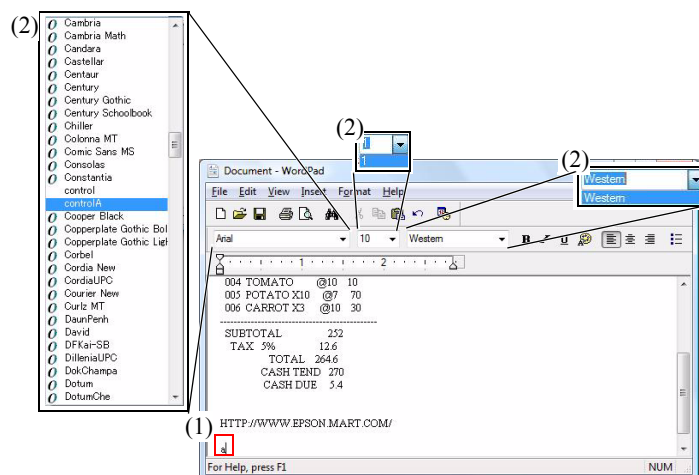 (2)
Cambria
Cambria Math
Candara
Castellar
Centaur
Century
Century Gothic
Century Schoolbook
Chiller
Colonna MT
Comic Sans MS
Consolas
Constantia
control
controlA
Cooper Black
Copperplate Gothic Bol
Copperplate Gothic Ligh
Corbel
Cordia New
CordiaUPC
Courier New
Curlz MT
DaunPenh
David
DFKai-SB
DilleniaUPC
DokChampa
Dotum
DotumChe
(2)
1
1
(2)
Western
Western
Document - WordPad
File Edit View Insert Format Help
Arial 10 Western B I U
1 2
004 TOMATO @10 10
005 POTATO X10 @7 70
006 CARROT X3 @10 30
----------------------------------------
SUBTOTAL 252
TAX 5% 12.6
TOTAL 264.6
CASH TEND 270
CASH DUE 5.4
HTTP://WWW.EPSON.MART.COM/
(1)
a
For Help, press F1 NUM